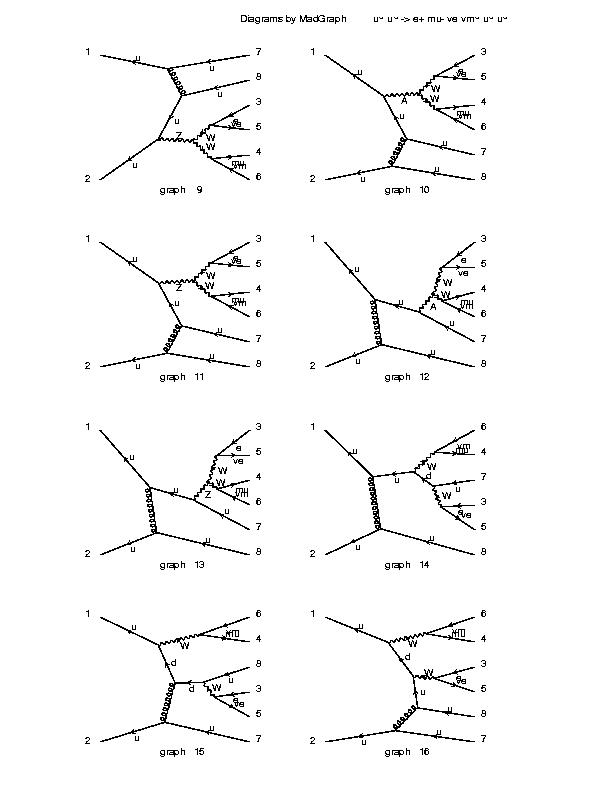 Diagrams by MadGraph u~ u~ -> e+ mu- ve vm~ u~ u~
1 u 7
u
8
u
3
u e
ve
5
W
Z W
4
mu
vm
2 u 6
graph 9
1 3
u e
ve
5
W
A W
4
mu
vm
u 6
u
7
2 u u 8
graph 10
1 3
u e
ve
5
W
Z W
4
mu
vm
u 6
u
7
2 u u 8
graph 11
1 3
u e
ve
5
W
W
4
mu
vm
u A 6
u
7
2 u u 8
graph 12
1 3
u e
ve
5
W
W
4
mu
vm
u Z 6
u
7
2 u u 8
graph 13
1 6
u vm
mu
4
W
u d 7
u
W
3
e
ve
5
2 u u 8
graph 14
1 6
u vm
mu
4
W
d 8
u
d W
3
e
ve
5
2 u u 7
graph 15
1 6
u vm
mu
4
W
d 3
W e
ve
5
u
u 8
2 u u 7
graph 16